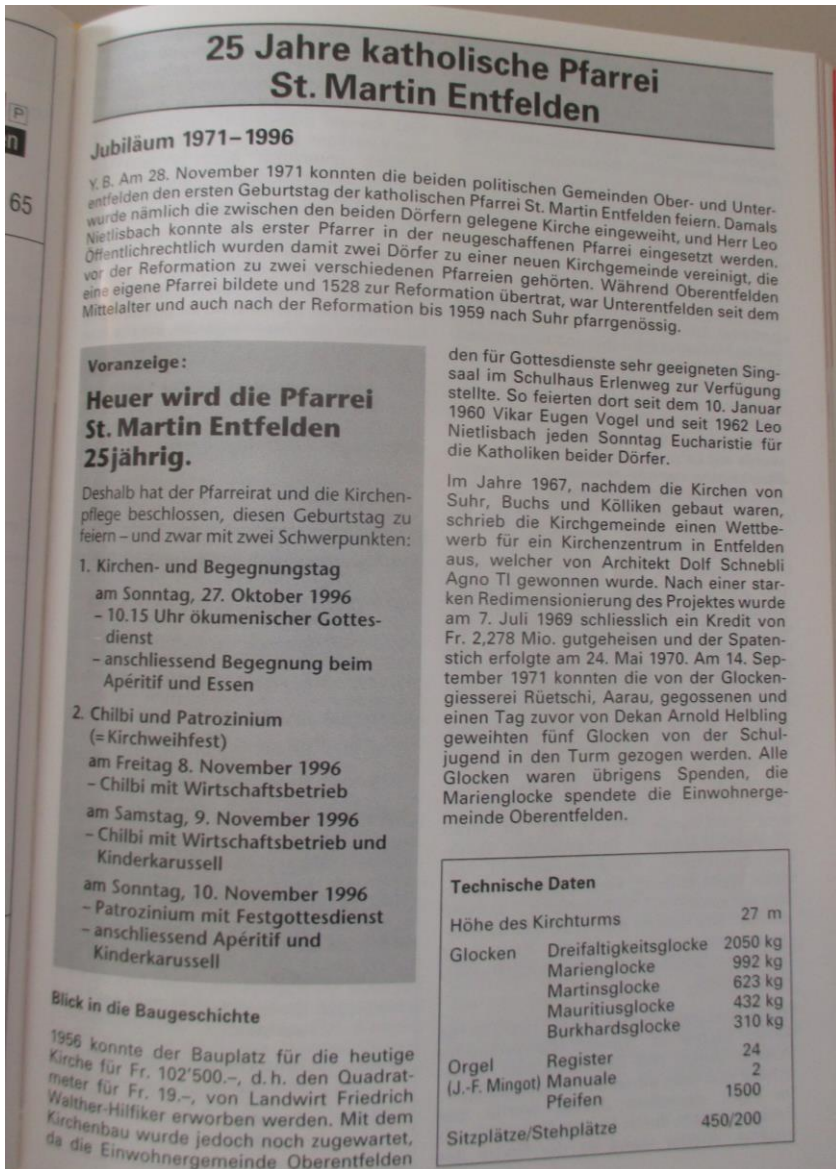 P
n
65
25 Jahre katholische Pfarrei
St. Martin Entfelden
Jubiläum 1971–1996
Y. B. Am 28. November 1971 konnten die beiden politischen Gemeinden Ober- und Unter-
entfelden den ersten Geburtstag der katholischen Pfarrei St. Martin Entfelden feiern. Damals
wurde nämlich die zwischen den beiden Dörfern gelegene Kirche eingeweiht, und Herr Leo
Nietlisbach konnte als erster Pfarrer in der neugeschaffenen Pfarrei eingesetzt werden.
Öffentlichrechtlich wurden damit zwei Dörfer zu einer neuen Kirchgemeinde vereinigt, die
vor der Reformation zu zwei verschiedenen Pfarreien gehörten. Während Oberentfelden
eine eigene Pfarrei bildete und 1528 zur Reformation übertrat, war Unterentfelden seit dem
Mittelalter und auch nach der Reformation bis 1959 nach Suhr pfarrgenössig.
Voranzeige:
Heuer wird die Pfarrei
St. Martin Entfelden
25jährig.
Deshalb hat der Pfarreirat und die Kirchen-
pflege beschlossen, diesen Geburtstag zu
feiern – und zwar mit zwei Schwerpunkten:
1. Kirchen- und Begegnungstag
am Sonntag, 27. Oktober 1996
– 10.15 Uhr ökumenischer Gottes-
dienst
– anschliessend Begegnung beim
Apéritif und Essen
2. Chilbi und Patrozinium
(= Kirchweihfest)
am Freitag 8. November 1996
– Chilbi mit Wirtschaftsbetrieb
am Samstag, 9. November 1996
– Chilbi mit Wirtschaftsbetrieb und
Kinderkarussell
am Sonntag, 10. November 1996
– Patrozinium mit Festgottesdienst
– anschliessend Apéritif und
Kinderkarussell
Blick in die Baugeschichte
1956 konnte der Bauplatz für die heutige
Kirche für Fr. 102'500.–, d. h. den Quadrat-
meter für Fr. 19.–, von Landwirt Friedrich
Walther-Hilfiker erworben werden. Mit dem
Kirchenbau wurde jedoch noch zugewartet,
da die Einwohnergemeinde Oberentfelden
den für Gottesdienste sehr geeigneten Sing-
saal im Schulhaus Erlenweg zur Verfügung
stellte. So feierten dort seit dem 10. Januar
1960 Vikar Eugen Vogel und seit 1962 Leo
Nietlisbach jeden Sonntag Eucharistie für
die Katholiken beider Dörfer.
Im Jahre 1967, nachdem die Kirchen von
Suhr, Buchs und Kölliken gebaut waren,
schrieb die Kirchgemeinde einen Wettbe-
werb für ein Kirchenzentrum in Entfelden
aus, welcher von Architekt Dolf Schnebli
Agno TI gewonnen wurde. Nach einer star-
ken Redimensionierung des Projektes wurde
am 7. Juli 1969 schliesslich ein Kredit von
Fr. 2,278 Mio. gutgeheisen und der Spaten-
stich erfolgte am 24. Mai 1970. Am 14. Sep-
tember 1971 konnten die von der Glocken-
giesserei Rüetschi, Aarau, gegossenen und
einen Tag zuvor von Dekan Arnold Helbling
geweihten fünf Glocken von der Schul-
jugend in den Turm gezogen werden. Alle
Glocken waren übrigens Spenden, die
Marienglocke spendete die Einwohnerge-
meinde Oberentfelden.
Technische Daten
Höhe des Kirchturms 27 m
Glocken Dreifaltigkeitsglocke 2050 kg
Marienglocke 992 kg
Martinsglocke 623 kg
Mauritiusglocke 432 kg
Burkhardsglocke 310 kg
Orgel Register 24
(J.-F. Mingot) Manuale 2
Pfeifen 1500
Sitzplätze/Stehplätze 450/200